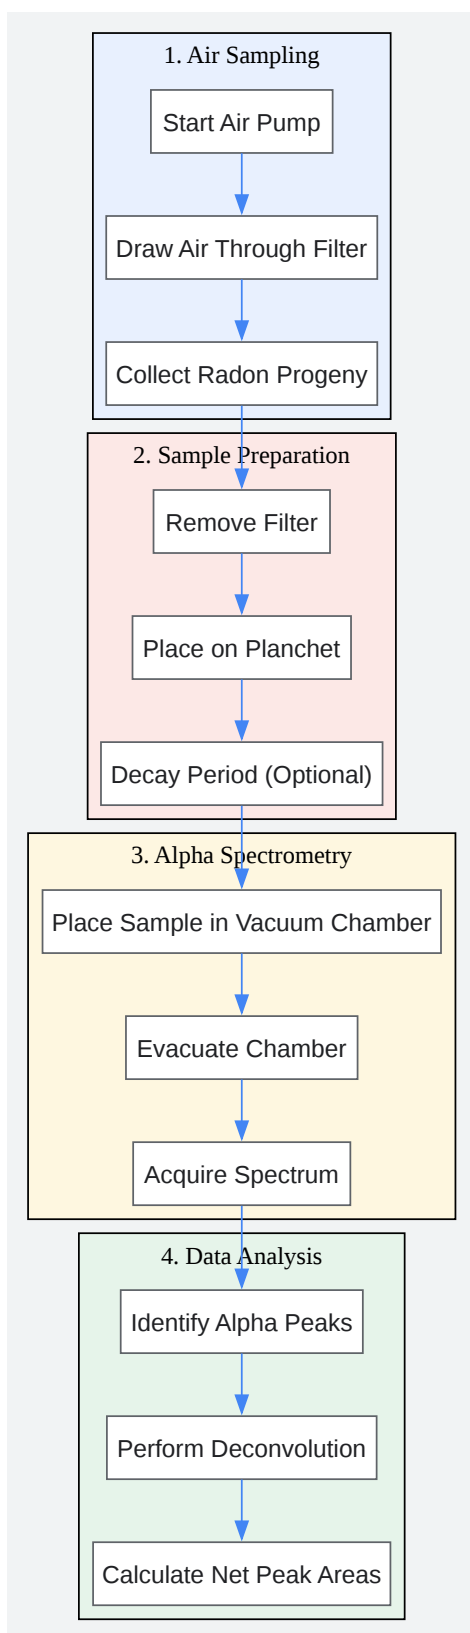 1. Air Sampling
Start Air Pump
Draw Air Through Filter
Collect Radon Progeny
2. Sample Preparation
Remove Filter
Place on Planchet
Decay Period (Optional)
3. Alpha Spectrometry
Place Sample in Vacuum Chamber
Evacuate Chamber
Acquire Spectrum
4. Data Analysis
Identify Alpha Peaks
Perform Deconvolution
Calculate Net Peak Areas